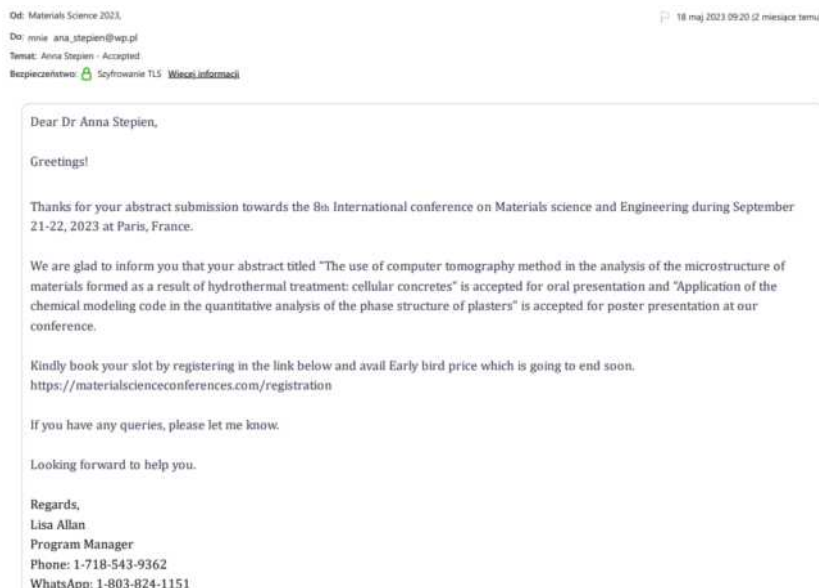 Od: Materials Science 2023,
18 maj 2023 09:20 (2 miesiące temu
Do: mnie ana_stepien@wp.pl
Temat: Anna Stepien - Accepted
Bezpieczeństwo: Szyfrowanie TLS Więcej informacji
Dear Dr Anna Stepien,
Greetings!
Thanks for your abstract submission towards the 8th International conference on Materials science and Engineering during September
21-22, 2023 at Paris, France.
We are glad to inform you that your abstract titled "The use of computer tomography method in the analysis of the microstructure of
materials formed as a result of hydrothermal treatment: cellular concretes" is accepted for oral presentation and "Application of the
chemical modeling code in the quantitative analysis of the phase structure of plasters" is accepted for poster presentation at our
conference.
Kindly book your slot by registering in the link below and avail Early bird price which is going to end soon.
https://materialscienceconferences.com/registration
If you have any queries, please let me know.
Looking forward to help you.
Regards,
Lisa Allan
Program Manager
Phone: 1-718-543-9362
WhatsApp: 1-803-824-1151